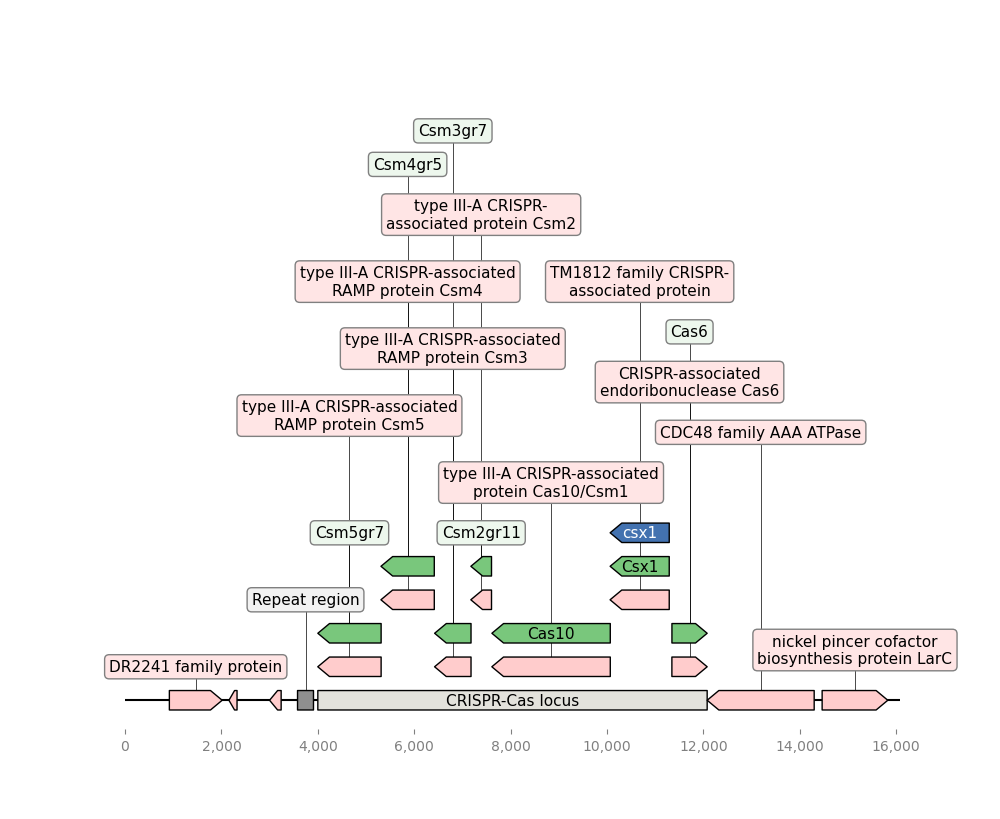 Csm3gr7
Csm4gr5
type III-A CRISPR-
associated protein Csm2
type III-A CRISPR-associated
RAMP protein Csm4
TM1812 family CRISPR-
associated protein
Cas6
type III-A CRISPR-associated
RAMP protein Csm3
CRISPR-associated
endoribonuclease Cas6
type III-A CRISPR-associated
RAMP protein Csm5
CDC48 family AAA ATPase
type III-A CRISPR-associated
protein Cas10/Csm1
Csm5gr7
Csm2gr11
csx1
Csx1
Repeat region
Cas10
DR2241 family protein
nickel pincer cofactor
biosynthesis protein LarC
CRISPR-Cas locus
0 2,000 4,000 6,000 8,000 10,000 12,000 14,000 16,000